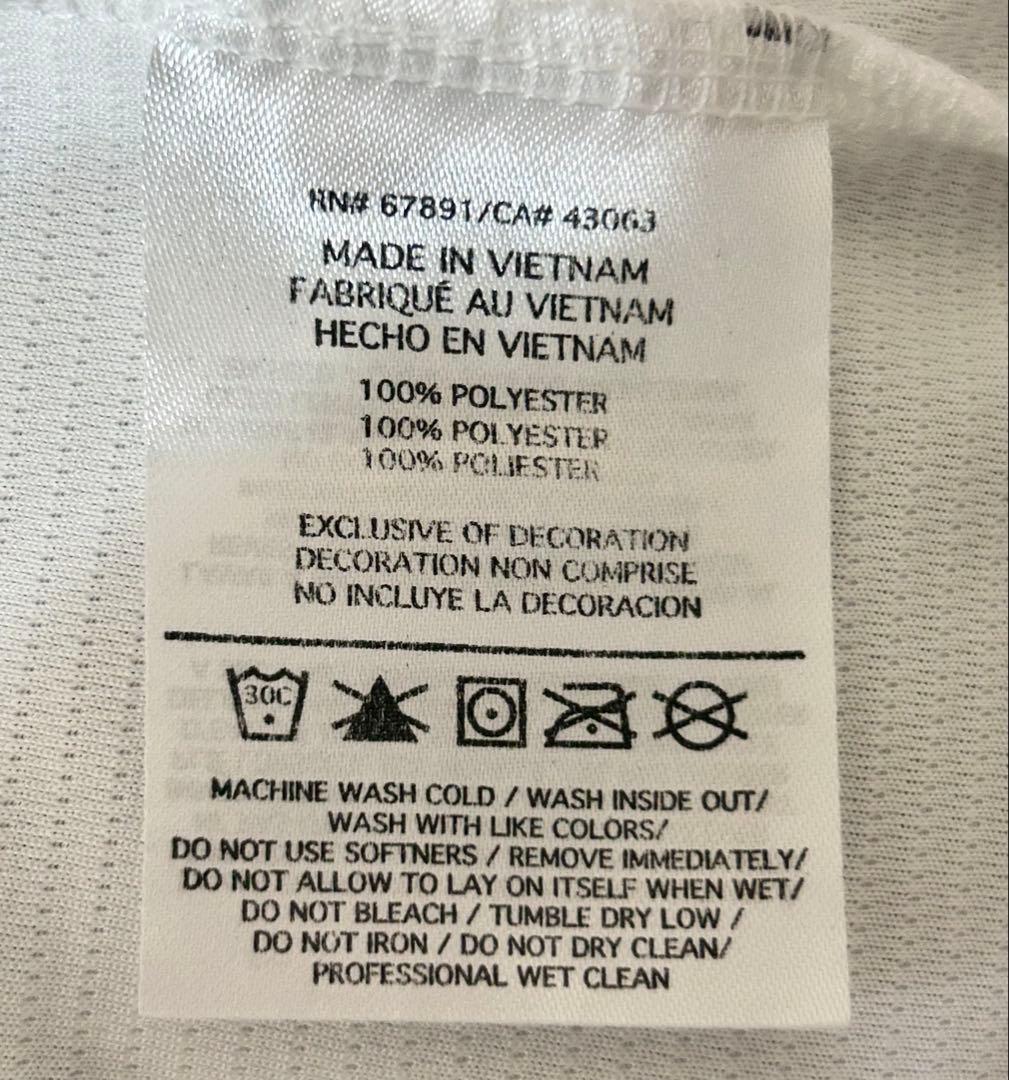 RN# 67891/CA# 43063
MADE IN VIETNAM
FABRIQUÉ AU VIETNAM
HECHO EN VIETNAM
100% POLYESTER
100% POLYESTER
100% POLIESTER
EXCLUSIVE OF DECORATION
DECORATION NON COMPRISE
NO INCLUYE LA DECORACION
30C
MACHINE WASH COLD / WASH INSIDE OUT/
WASH WITH LIKE COLORS/
DO NOT USE SOFTNERS / REMOVE IMMEDIATELY/
DO NOT ALLOW TO LAY ON ITSELF WHEN WET/
DO NOT BLEACH / TUMBLE DRY LOW /
DO NOT IRON / DO NOT DRY CLEAN/
PROFESSIONAL WET CLEAN